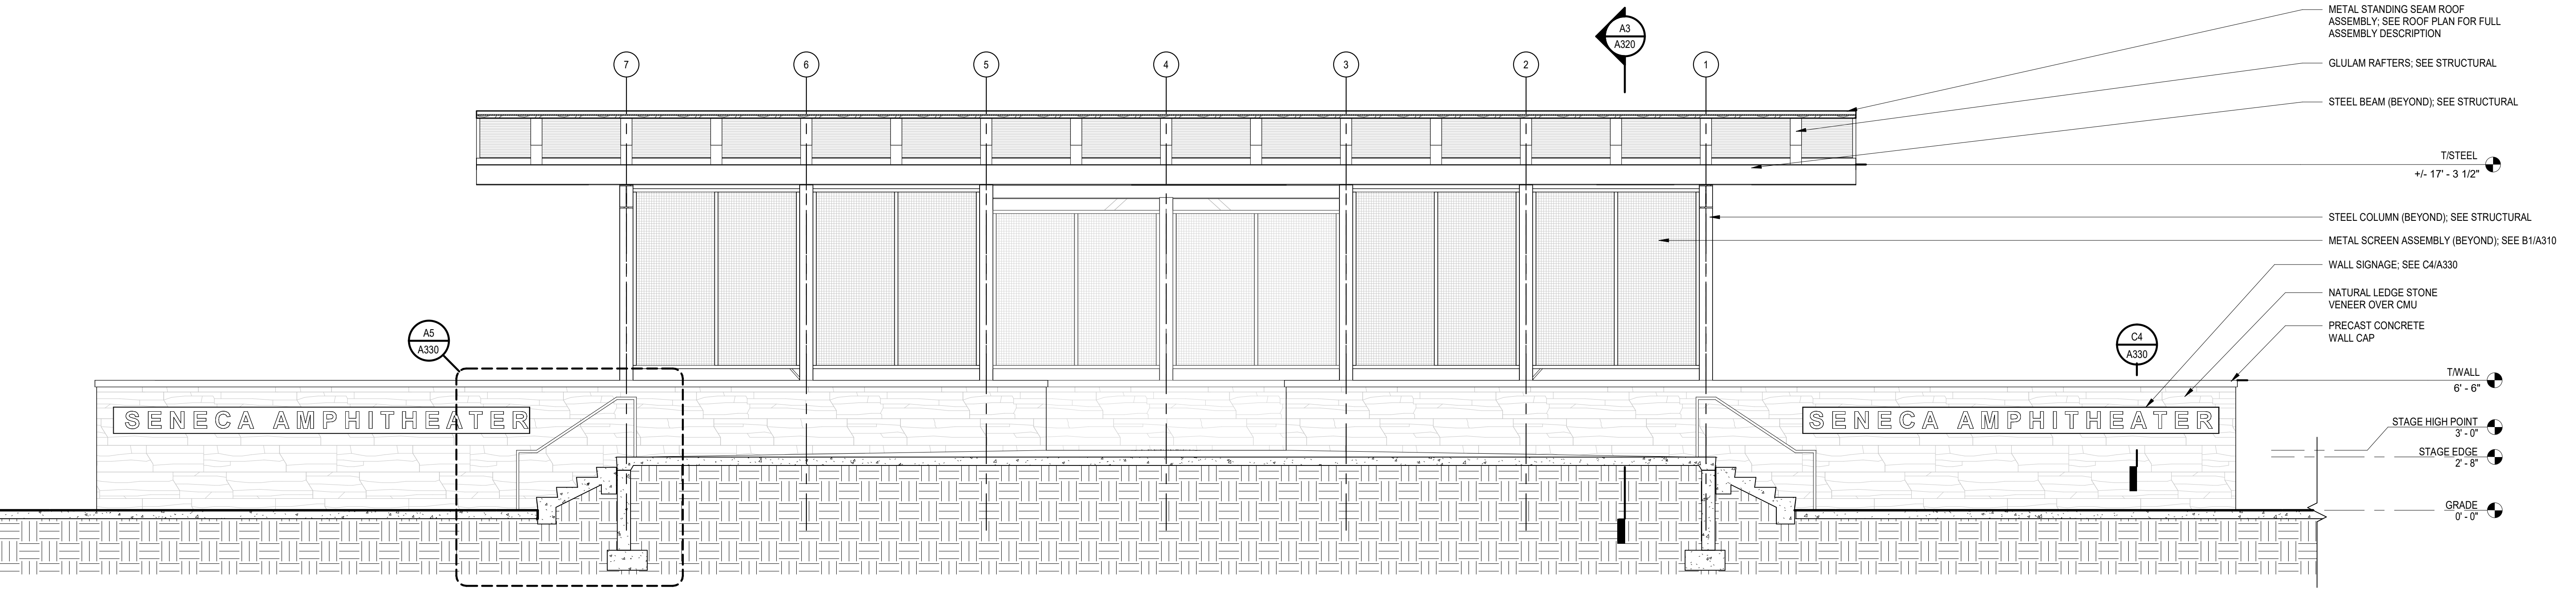 A3
A320
7
6
5
4
3
2
1
METAL STANDING SEAM ROOF
ASSEMBLY; SEE ROOF PLAN FOR FULL
ASSEMBLY DESCRIPTION
GLULAM RAFTERS; SEE STRUCTURAL
STEEL BEAM (BEYOND); SEE STRUCTURAL
T/STEEL
+/- 17' - 3 1/2"
STEEL COLUMN (BEYOND); SEE STRUCTURAL
METAL SCREEN ASSEMBLY (BEYOND); SEE B1/A310
WALL SIGNAGE; SEE C4/A330
NATURAL LEDGE STONE
VENEER OVER CMU
PRECAST CONCRETE
WALL CAP
A5
A330
C4
A330
T/WALL
6' - 6"
SENECA AMPHITHEATER
SENECA AMPHITHEATER
STAGE HIGH POINT
3' - 0"
STAGE EDGE
2' - 8"
GRADE
0' - 0"